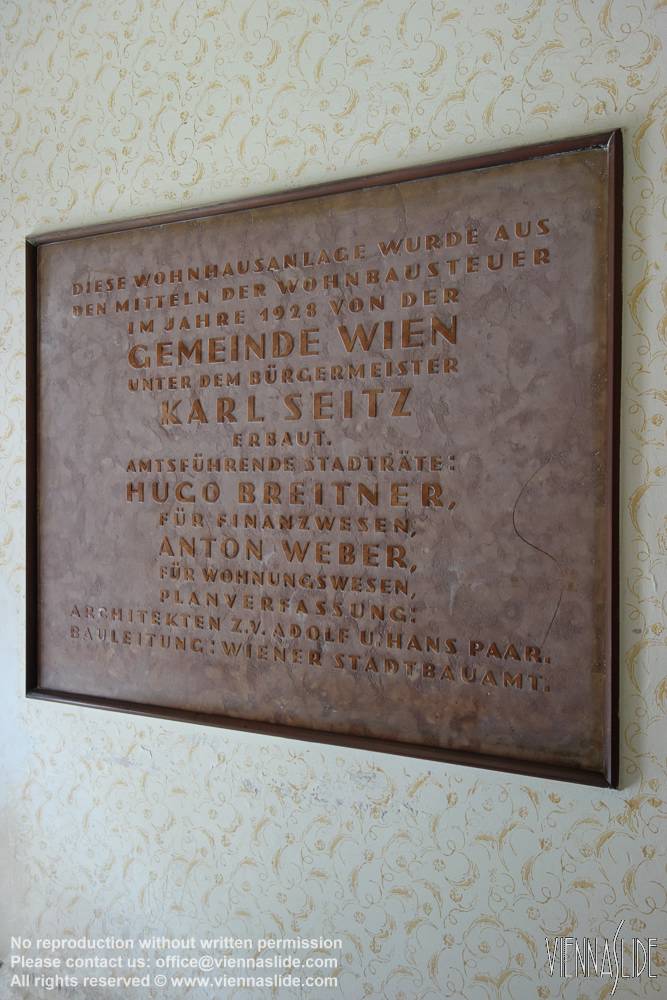 DIESE WOHNHAUSANLAGE WURDE AUS
DEN MITTELN DER WOHNBAUSTEUER
IM JAHRE 1928 VON DER
GEMEINDE WIEN
UNTER DEM BÜRGERMEISTER
KARL SEITZ
ERBAUT.
AMTSFÜHRENDE STADTRÄTE:
HUGO BREITNER,
FÜR FINANZWESEN,
ANTON WEBER,
FÜR WOHNUNGSWESEN,
PLANVERFASSUNG:
ARCHITEKTEN Z.V. ADOLF U. HANS PAAR.
BAULEITUNG: WIENER STADTBAUAMT.
No reproduction without written permission
Please contact us: office@viennaslide.com
All rights reserved © www.viennaslide.com
VIENNASLIDE